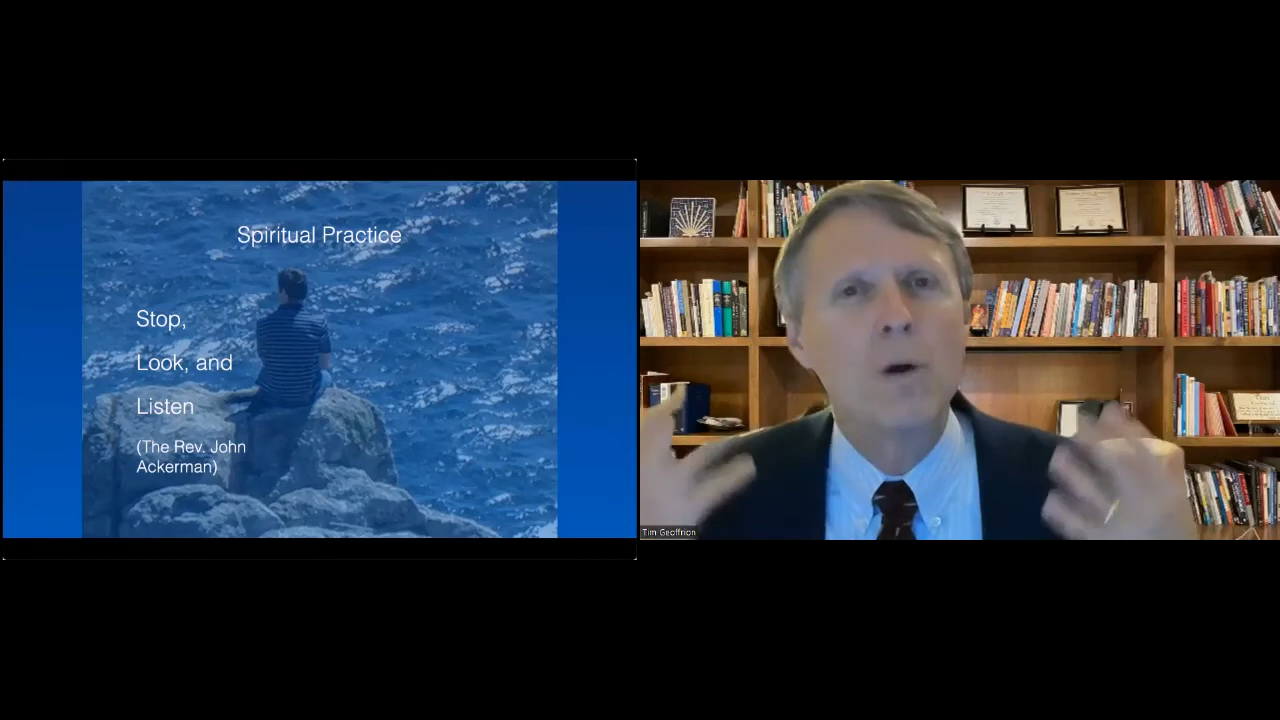 Spiritual Practice
Stop,
Look, and
Listen
(The Rev. John
Ackerman)
Tim Geoffrion